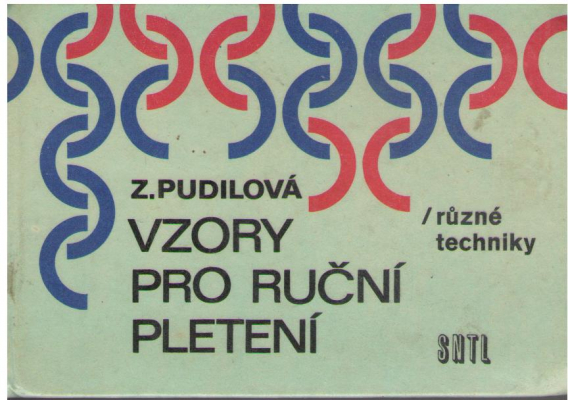 Z.PUDILOVÁ
VZORY
PRO RUČNÍ
PLETENÍ
/různé
techniky
SNTL